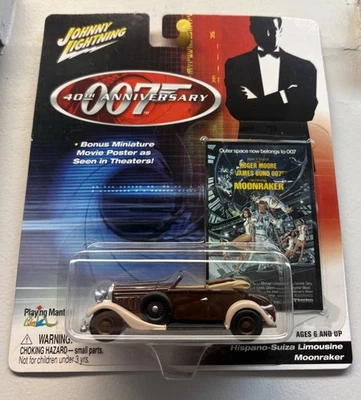 JOHNNY
LIGHTNING
007
40TH ANNIVERSARY
• Bonus Miniature
Movie Poster as
Seen in Theaters!
Outer space now belongs to 007
ROGER MOORE
JAMES BOND 007
MOONRAKER
Playing Mant
WARNING:
CHOKING HAZARD— small parts.
Not for children under 3 yrs.
AGES 6 AND UP
Hispano-Suiza Limousine
Moonraker